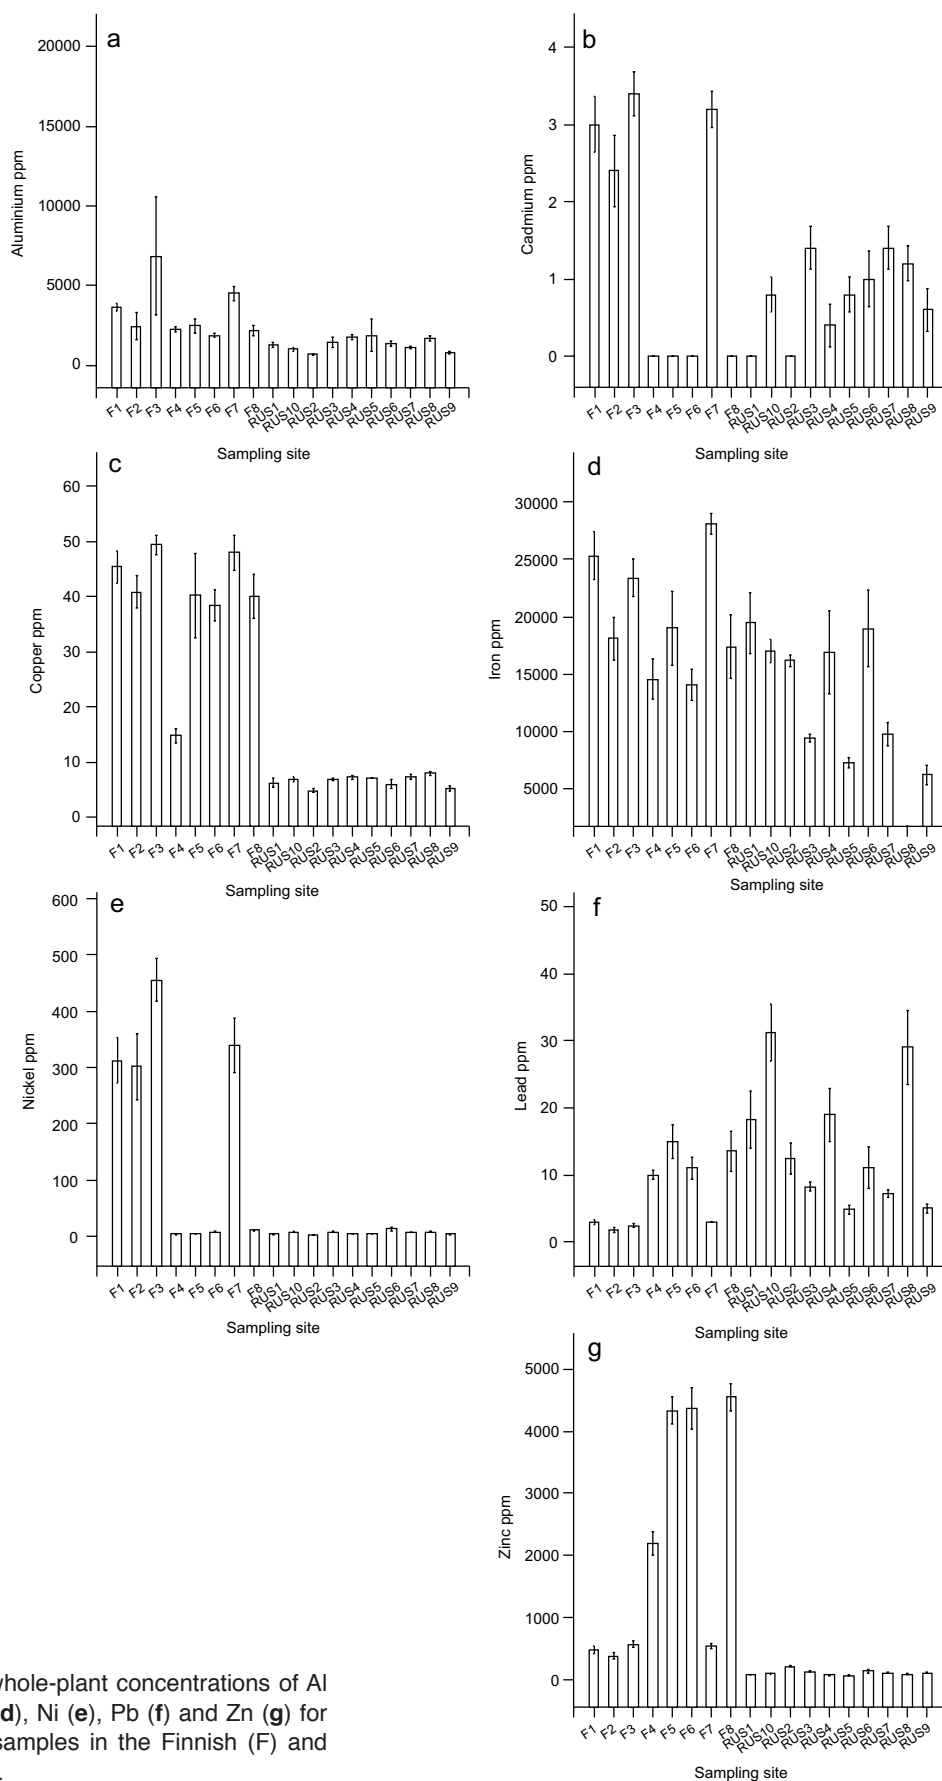 a
20000
15000
10000
5000
0
Aluminium ppm
F1 F2 F3 F4 F5 F6 F7 F8 RUS1 RUS10 RUS2 RUS3 RUS4 RUS5 RUS6 RUS7 RUS8 RUS9
Sampling site
b
4
3
2
1
0
Cadmium ppm
F1 F2 F3 F4 F5 F6 F7 F8 RUS1 RUS10 RUS2 RUS3 RUS4 RUS5 RUS6 RUS7 RUS8 RUS9
Sampling site
c
60
50
40
30
20
10
0
Copper ppm
F1 F2 F3 F4 F5 F6 F7 F8 RUS1 RUS10 RUS2 RUS3 RUS4 RUS5 RUS6 RUS7 RUS8 RUS9
Sampling site
d
30000
25000
20000
15000
10000
5000
Iron ppm
F1 F2 F3 F4 F5 F6 F7 F8 RUS1 RUS10 RUS2 RUS3 RUS4 RUS5 RUS6 RUS7 RUS8 RUS9
Sampling site
e
600
500
400
300
200
100
0
Nickel ppm
F1 F2 F3 F4 F5 F6 F7 F8 RUS1 RUS10 RUS2 RUS3 RUS4 RUS5 RUS6 RUS7 RUS8 RUS9
Sampling site
f
50
40
30
20
10
0
Lead ppm
F1 F2 F3 F4 F5 F6 F7 F8 RUS1 RUS10 RUS2 RUS3 RUS4 RUS5 RUS6 RUS7 RUS8 RUS9
Sampling site
g
5000
4000
3000
2000
1000
0
Zinc ppm
F1 F2 F3 F4 F5 F6 F7 F8 RUS1 RUS10 RUS2 RUS3 RUS4 RUS5 RUS6 RUS7 RUS8 RUS9
Sampling site
whole-plant concentrations of Al
d), Ni (e), Pb (f) and Zn (g) for
samples in the Finnish (F) and